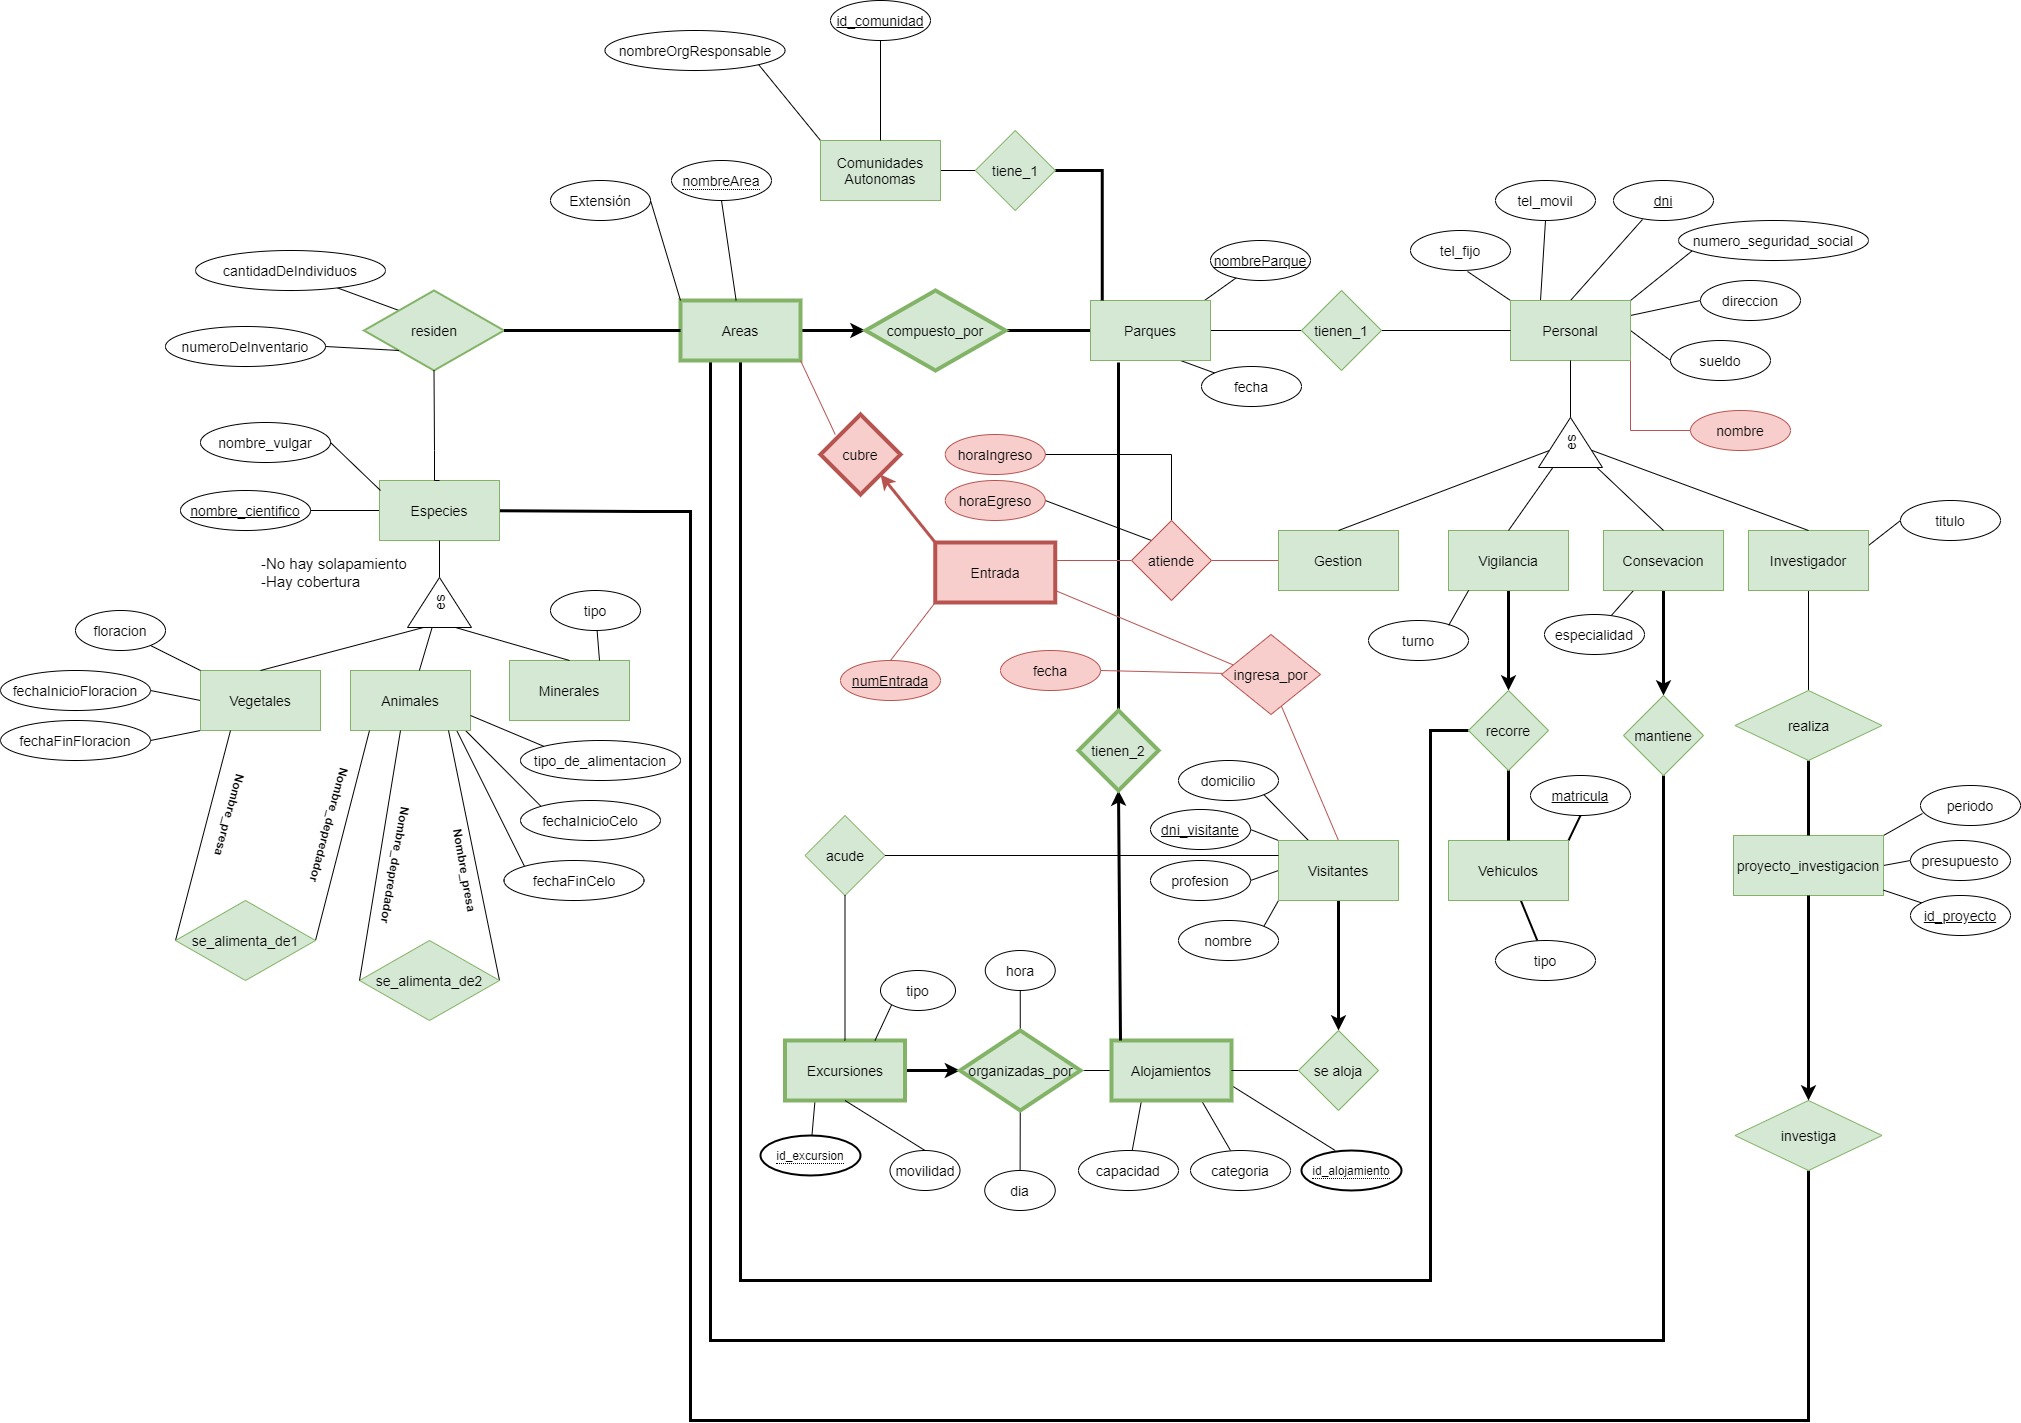 id_comunidad
nombreOrgResponsable
Comunidades
Autonomas
tiene_1
nombreArea
Extensión
tel_movil
dni
tel_fijo
numero_seguridad_social
cantidadDeIndividuos
nombreParque
direccion
residen
Areas
compuesto_por
Parques
tienen_1
Personal
numeroDeInventario
sueldo
fecha
nombre
nombre_vulgar
cubre
horaIngreso
es
horaEgreso
nombre_cientifico
Especies
titulo
-No hay solapamiento
-Hay cobertura
Entrada
atiende
Gestion
Vigilancia
Consevacion
Investigador
es
tipo
floracion
turno
especialidad
fechaInicioFloracion
Vegetales
Animales
Minerales
numEntrada
fecha
ingresa_por
fechaFinFloracion
tipo_de_alimentacion
tienen_2
recorre
mantiene
realiza
Nombre_presa
Nombre_depredador
Nombre_depredador
Nombre_presa
domicilio
matricula
periodo
fechaInicioCelo
dni_visitante
acude
Visitantes
Vehiculos
proyecto_investigacion
presupuesto
fechaFinCelo
profesion
id_proyecto
se_alimenta_de1
nombre
tipo
se_alimenta_de2
tipo
hora
Excursiones
organizadas_por
Alojamientos
se aloja
investiga
id_excursion
movilidad
dia
capacidad
categoria
id_alojamiento